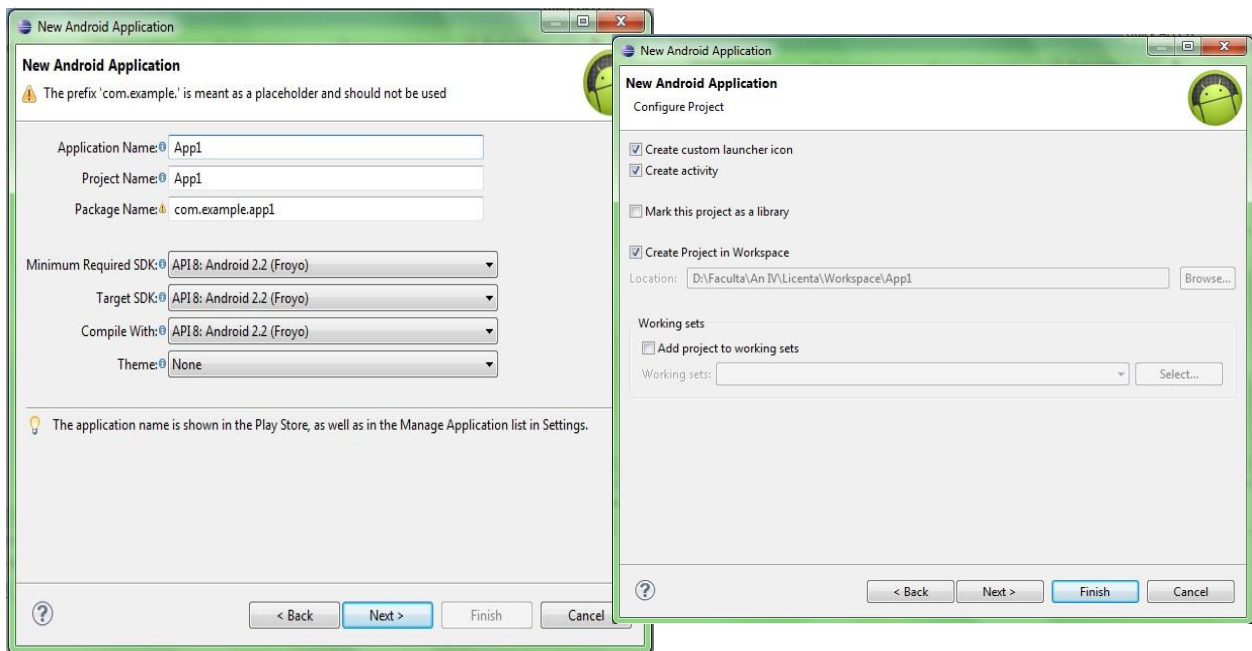 New Android Application
New Android Application
The prefix 'com.example.' is meant as a placeholder and should not be used
Application Name: App1
Project Name: App1
Package Name: com.example.app1
Minimum Required SDK: API 8: Android 2.2 (Froyo)
Target SDK: API 8: Android 2.2 (Froyo)
Compile With: API 8: Android 2.2 (Froyo)
Theme: None
The application name is shown in the Play Store, as well as in the Manage Application list in Settings.
< Back Next > Finish Cancel
New Android Application
New Android Application
Configure Project
Create custom launcher icon
Create activity
Mark this project as a library
Create Project in Workspace
Location: D:\Faculta\An IV\Licenta\Workspace\App1 Browse...
Working sets
Add project to working sets
Working sets: Select...
< Back Next > Finish Cancel